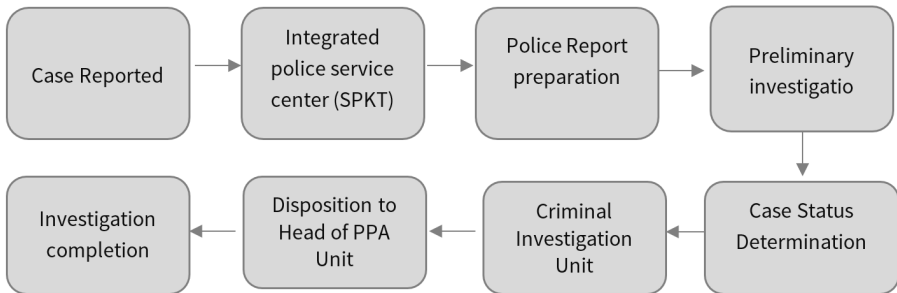 Case Reported
Integrated
police service
center (SPKT)
Police Report
preparation
Preliminary
investigatio
Case Status
Determination
Criminal
Investigation
Unit
Disposition to
Head of PPA
Unit
Investigation
completion